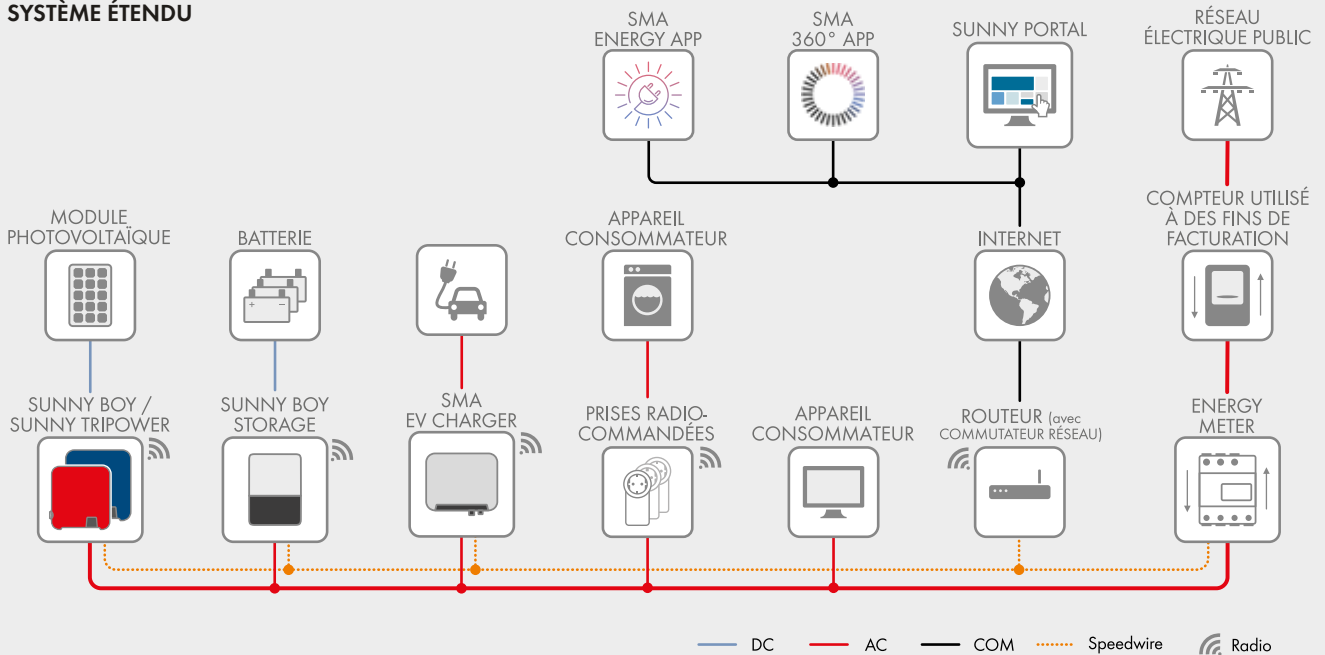 SYSTÈME ÉTENDU
SMA
ENERGY APP
SMA
360° APP
SUNNY PORTAL
RÉSEAU
ÉLECTRIQUE PUBLIC
MODULE
PHOTOVOLTAÏQUE
BATTERIE
APPAREIL
CONSOMMATEUR
INTERNET
COMPTEUR UTILISÉ
À DES FINS DE
FACTURATION
SUNNY BOY /
SUNNY TRIPOWER
SUNNY BOY
STORAGE
SMA
EV CHARGER
PRISES RADIO-
COMMANDÉES
APPAREIL
CONSOMMATEUR
ROUTEUR (avec
COMMUTATEUR RÉSEAU)
ENERGY
METER
DC
AC
COM
Speedwire
Radio